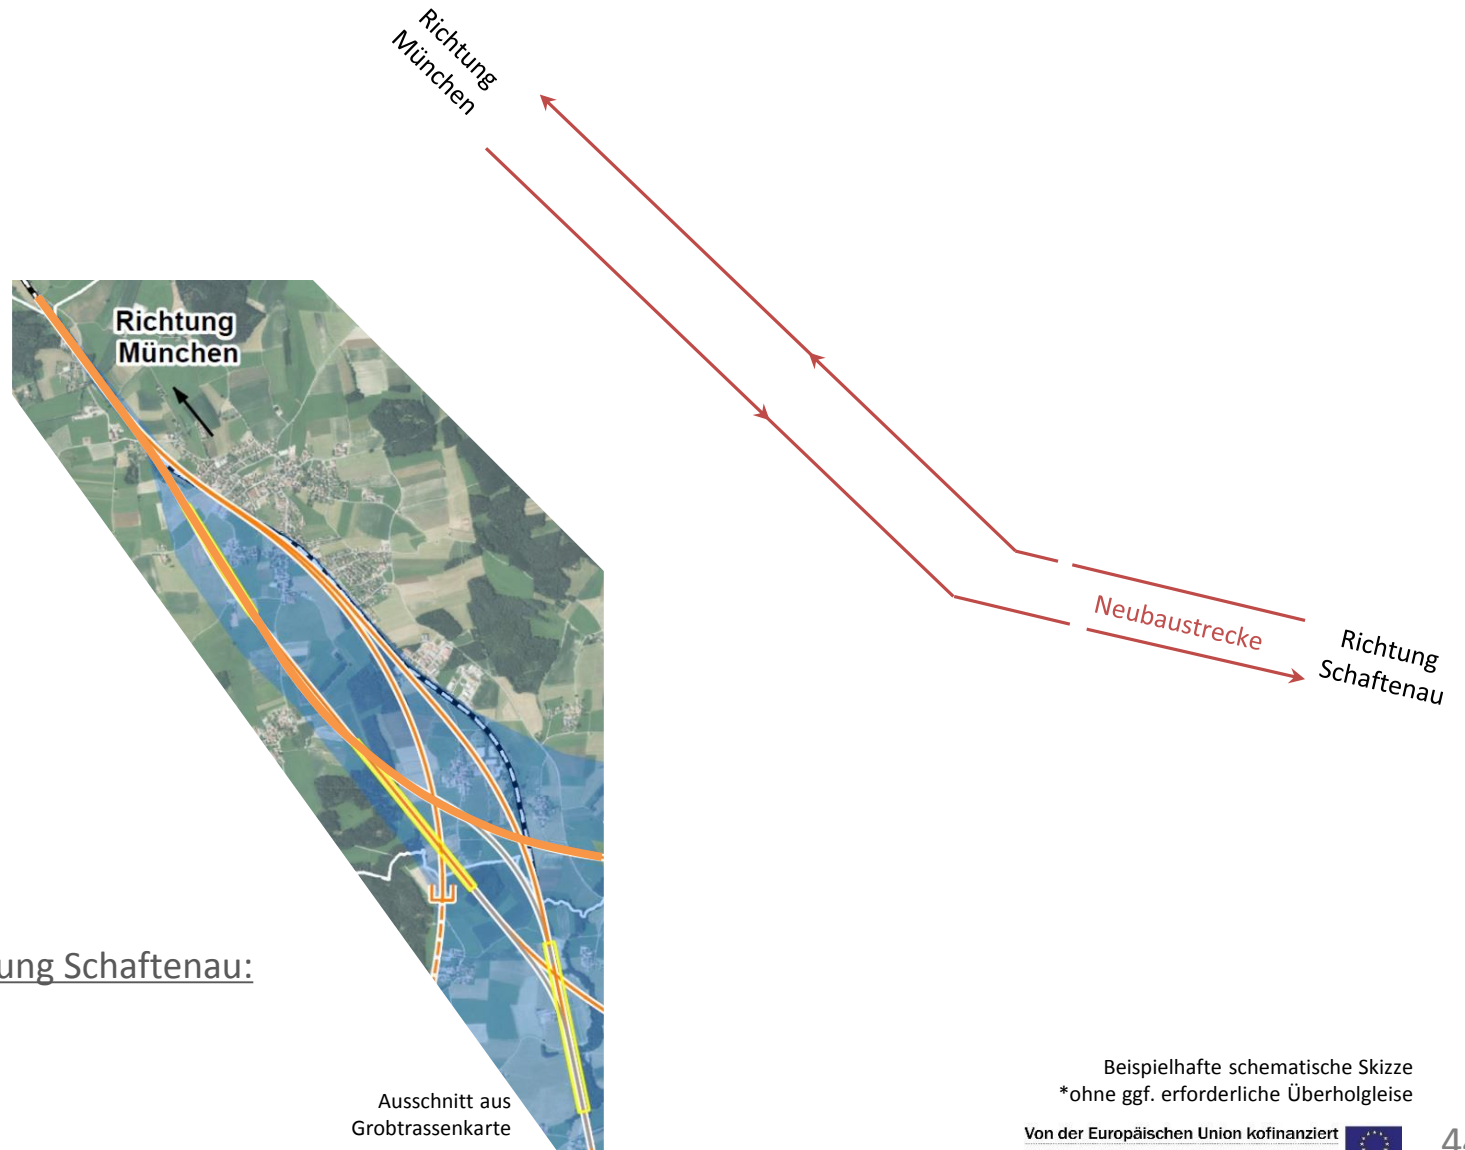 Richtung
München
Richtung
München
Neubaustrecke
Richtung
Schaftenau
Schaftenau:
Ausschnitt aus
Grobtrassenkarte
Beispielhafte schematische Skizze
*ohne ggf. erforderliche Überholgleise
Von der Europäischen Union kofinanziert